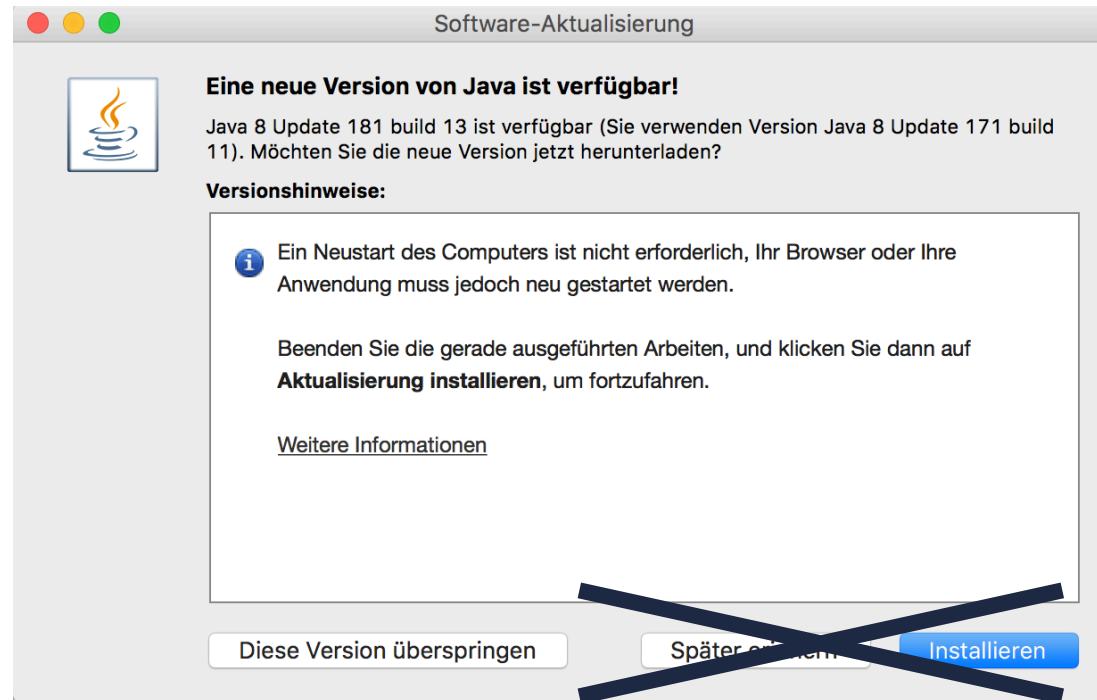 Software-Aktualisierung
Eine neue Version von Java ist verfügbar!
Java 8 Update 181 build 13 ist verfügbar (Sie verwenden Version Java 8 Update 171 build
11). Möchten Sie die neue Version jetzt herunterladen?
Versionshinweise:
Ein Neustart des Computers ist nicht erforderlich, Ihr Browser oder Ihre
Anwendung muss jedoch neu gestartet werden.
Beenden Sie die gerade ausgeführten Arbeiten, und klicken Sie dann auf
Aktualisierung installieren, um fortzufahren.
Weitere Informationen
Diese Version überspringen
Später
Installieren